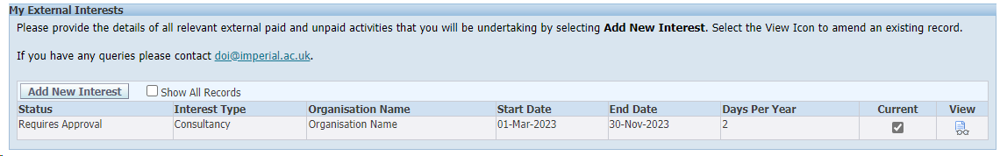 My External Interests
Please provide the details of all relevant external paid and unpaid activities that you will be undertaking by selecting Add New Interest. Select the View Icon to amend an existing record.
If you have any queries please contact doi@imperial.ac.uk.
Add New Interest Show All Records
Status Interest Type Organisation Name Start Date End Date Days Per Year Current View
Requires Approval Consultancy Organisation Name 01-Mar-2023 30-Nov-2023 2